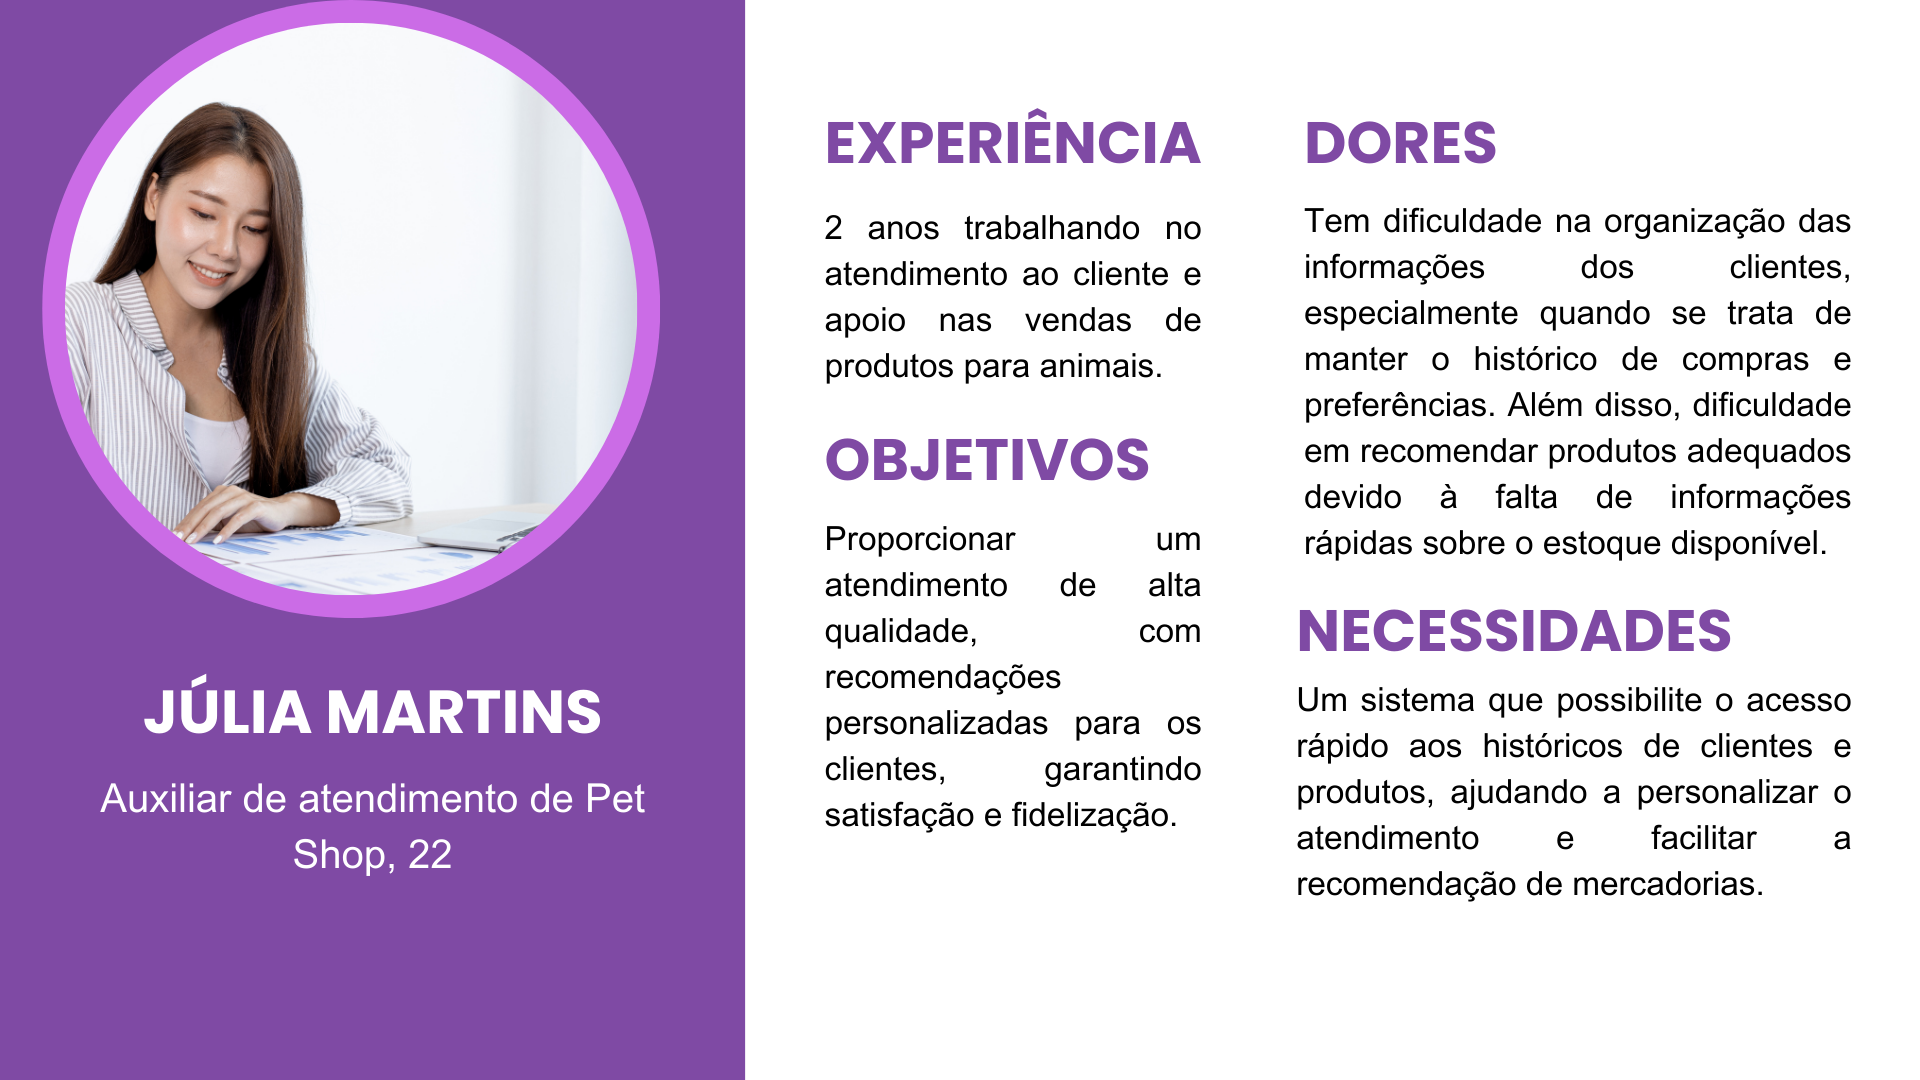 JÚLIA MARTINS
Auxiliar de atendimento de Pet
Shop, 22
EXPERIÊNCIA
2 anos trabalhando no
atendimento ao cliente e
apoio nas vendas de
produtos para animais.
OBJETIVOS
Proporcionar um
atendimento de alta
qualidade, com
recomendações
personalizadas para os
clientes, garantindo
satisfação e fidelização.
DORES
Tem dificuldade na organização das
informações dos clientes,
especialmente quando se trata de
manter o histórico de compras e
preferências. Além disso, dificuldade
em recomendar produtos adequados
devido à falta de informações
rápidas sobre o estoque disponível.
NECESSIDADES
Um sistema que possibilite o acesso
rápido aos históricos de clientes e
produtos, ajudando a personalizar o
atendimento e facilitar a
recomendação de mercadorias.